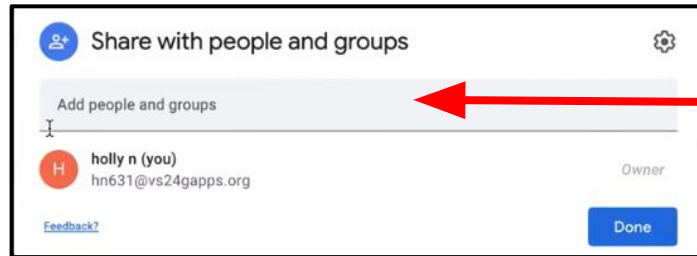 Share with people and groups
Add people and groups
H
holly n (you)
hn631@vs24gapps.org
Owner
Feedback?
Done